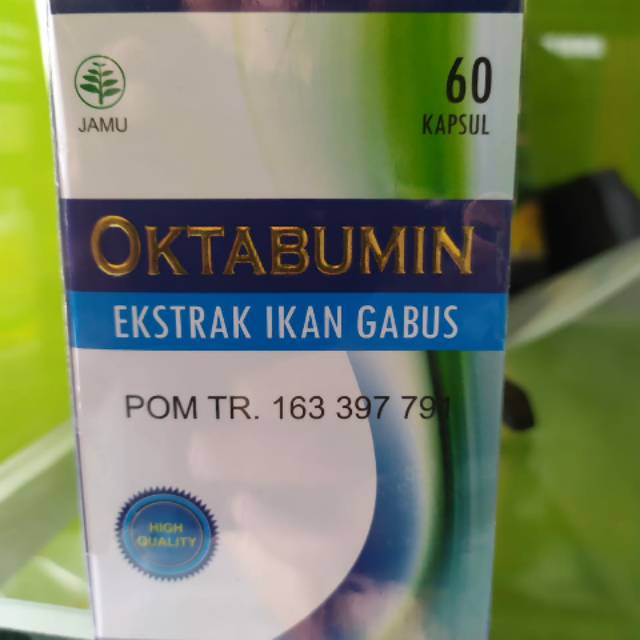 JAMU
60
KAPSUL
OKTABUMIN
EKSTRAK IKAN GABUS
POM TR. 163 397 791
HIGH
QUALITY